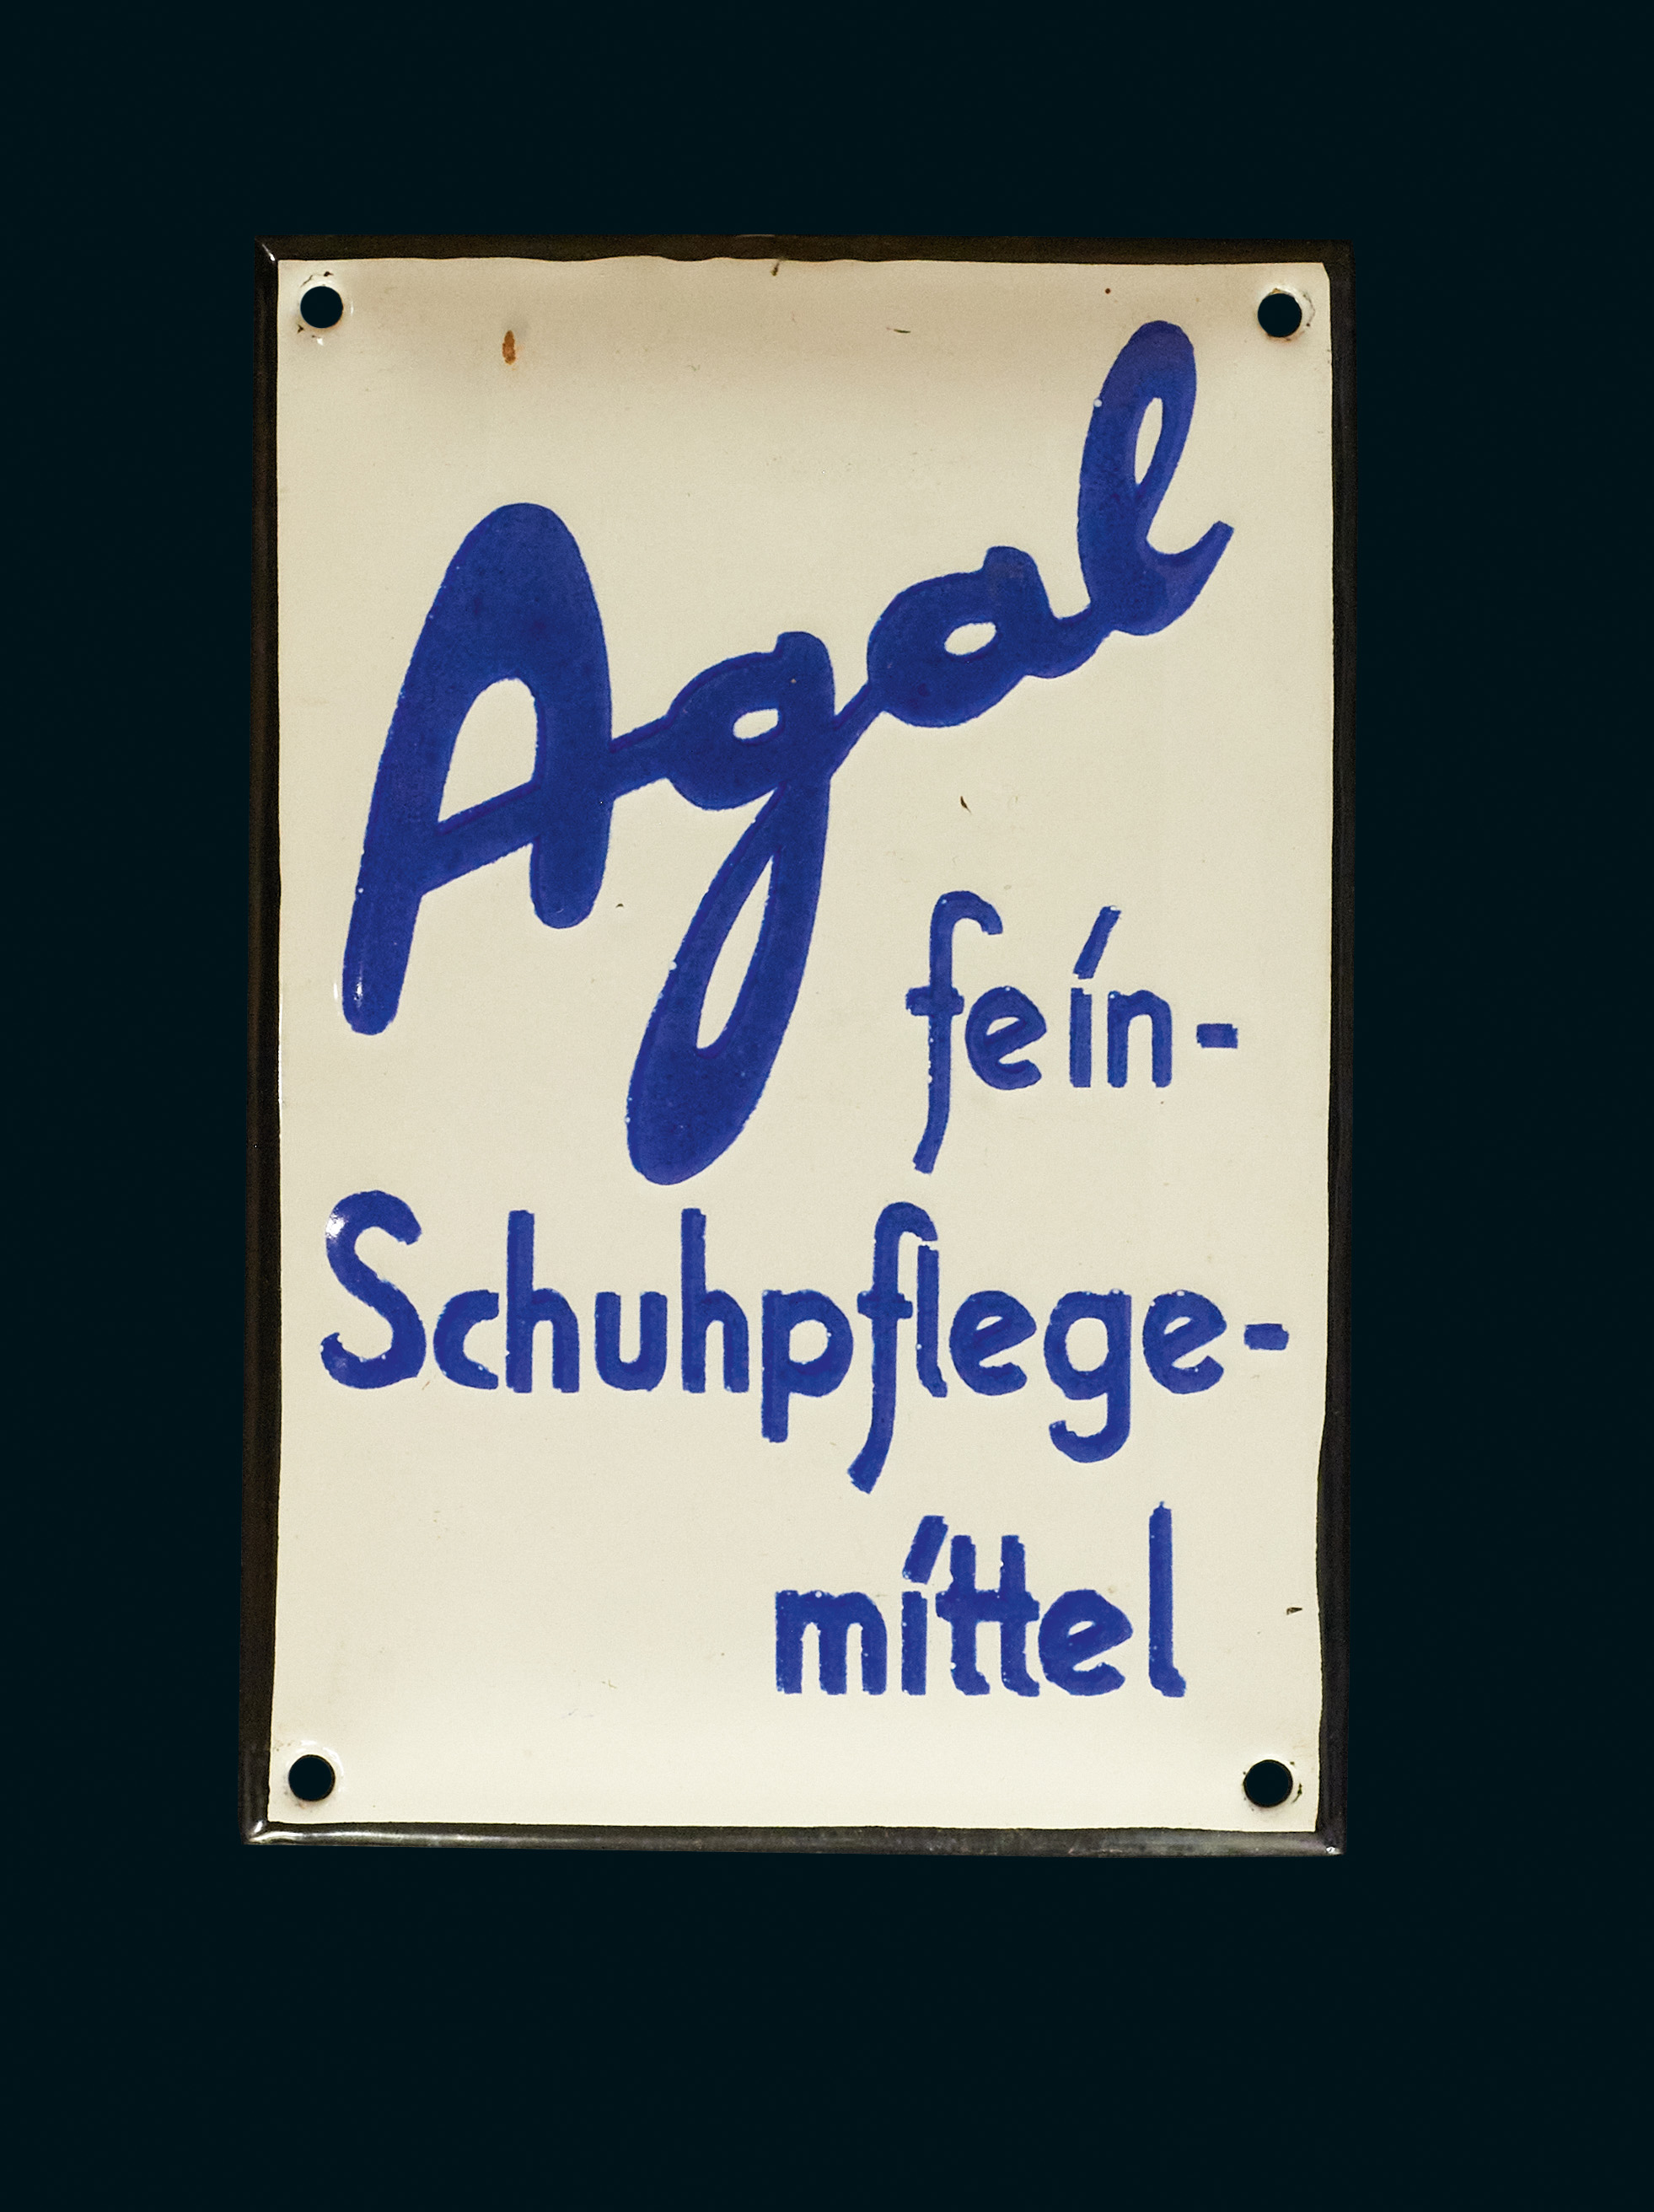 Agal
fein-
Schuhpflege-
mittel